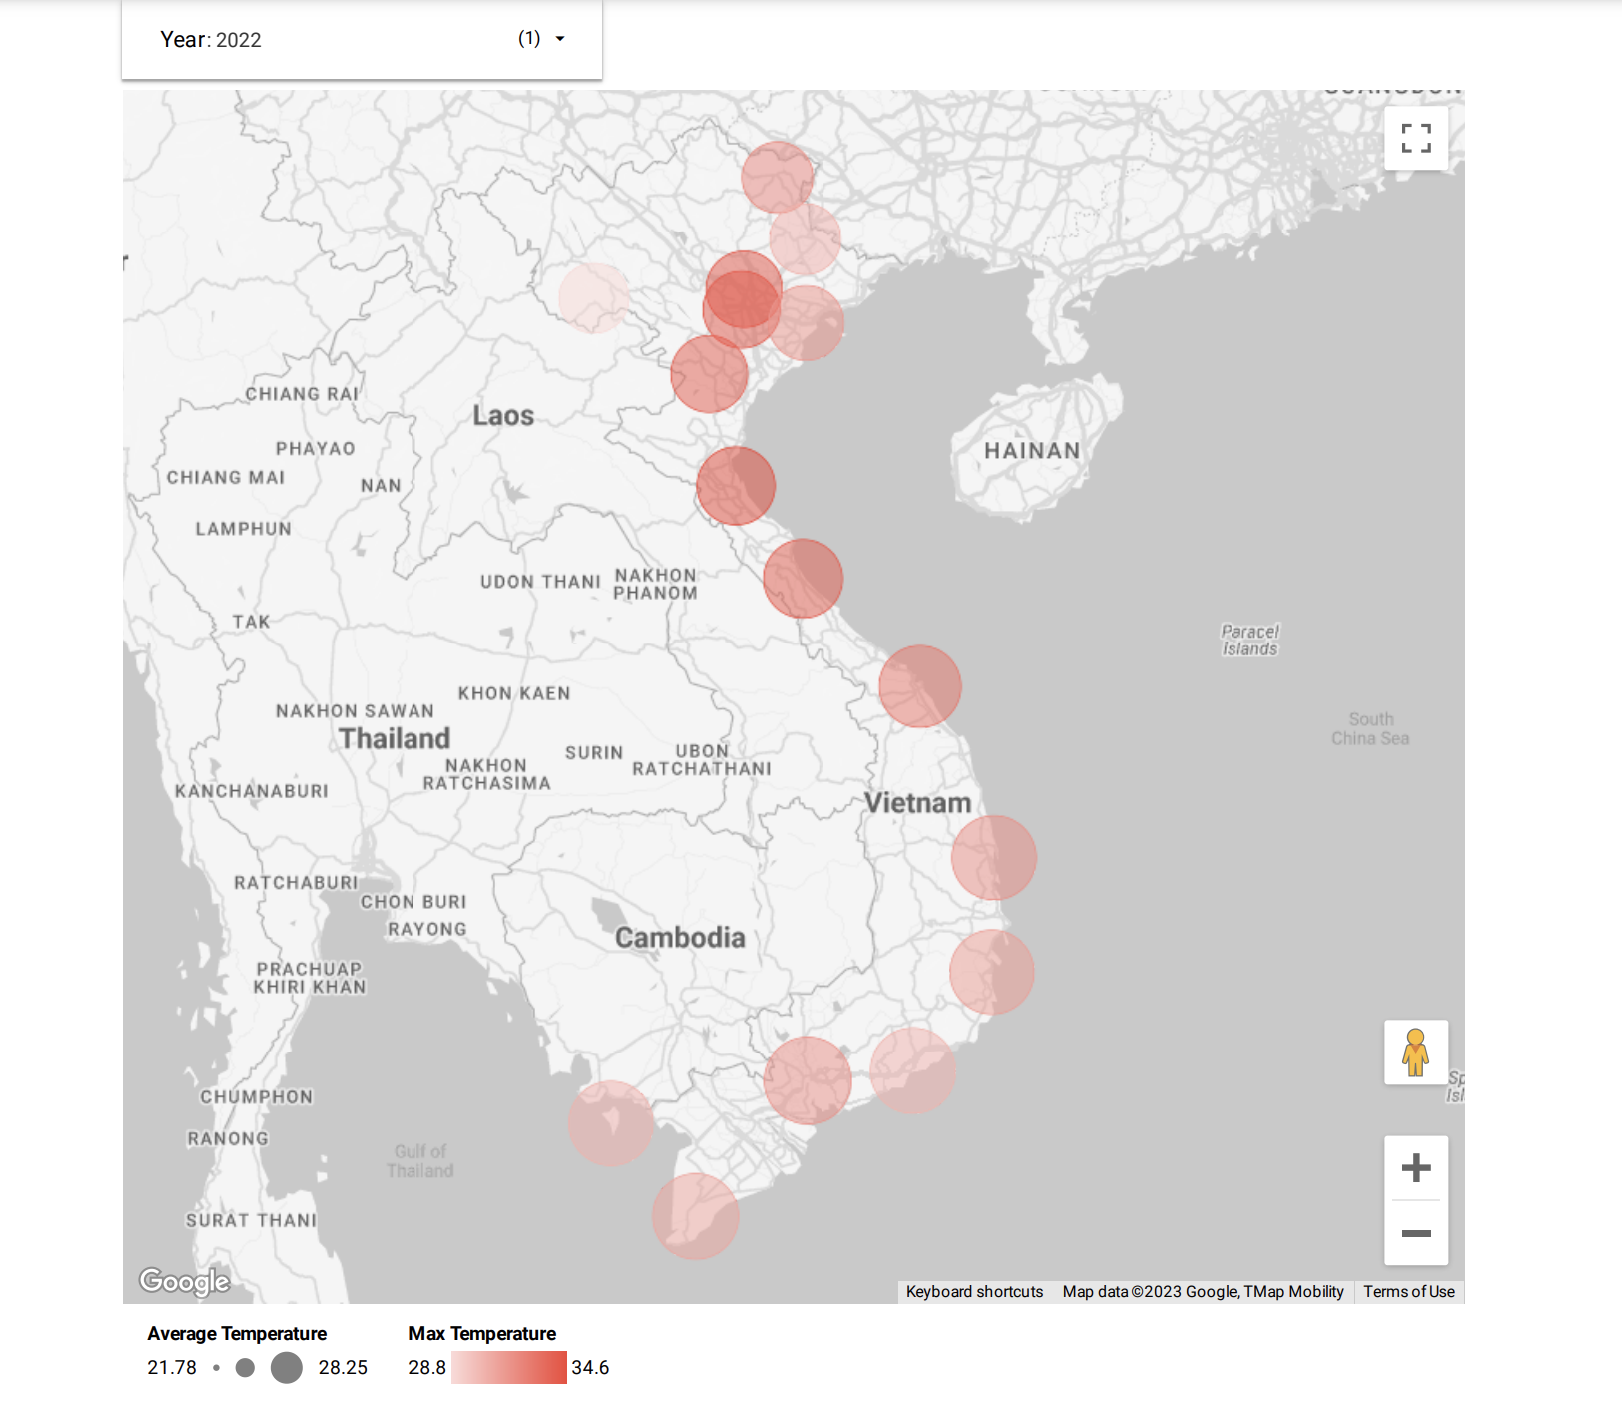 Year: 2022 (1)
GUANGDON
CHIANG RAI
Laos
PHAYAO
HAINAN
CHIANG MAI
NAN
LAMPHUN
UDON THANI
NAKHON
PHANOM
TAK
Paracel
Islands
KHON KAEN
NAKHON SAWAN
South
China Sea
Thailand
SURIN
UBON
RATCHATHANI
NAKHON
RATCHASIMA
KANCHANABURI
Vietnam
RATCHABURI
CHON BURI
RAYONG
Cambodia
PRACHUAP
KHIRI KHAN
Sp
Isl
CHUMPHON
RANONG
Gulf of
Thailand
SURAT THANI
Google
Keyboard shortcuts Map data ©2023 Google, TMap Mobility Terms of Use
Average Temperature Max Temperature
21.78 28.25 28.8 34.6